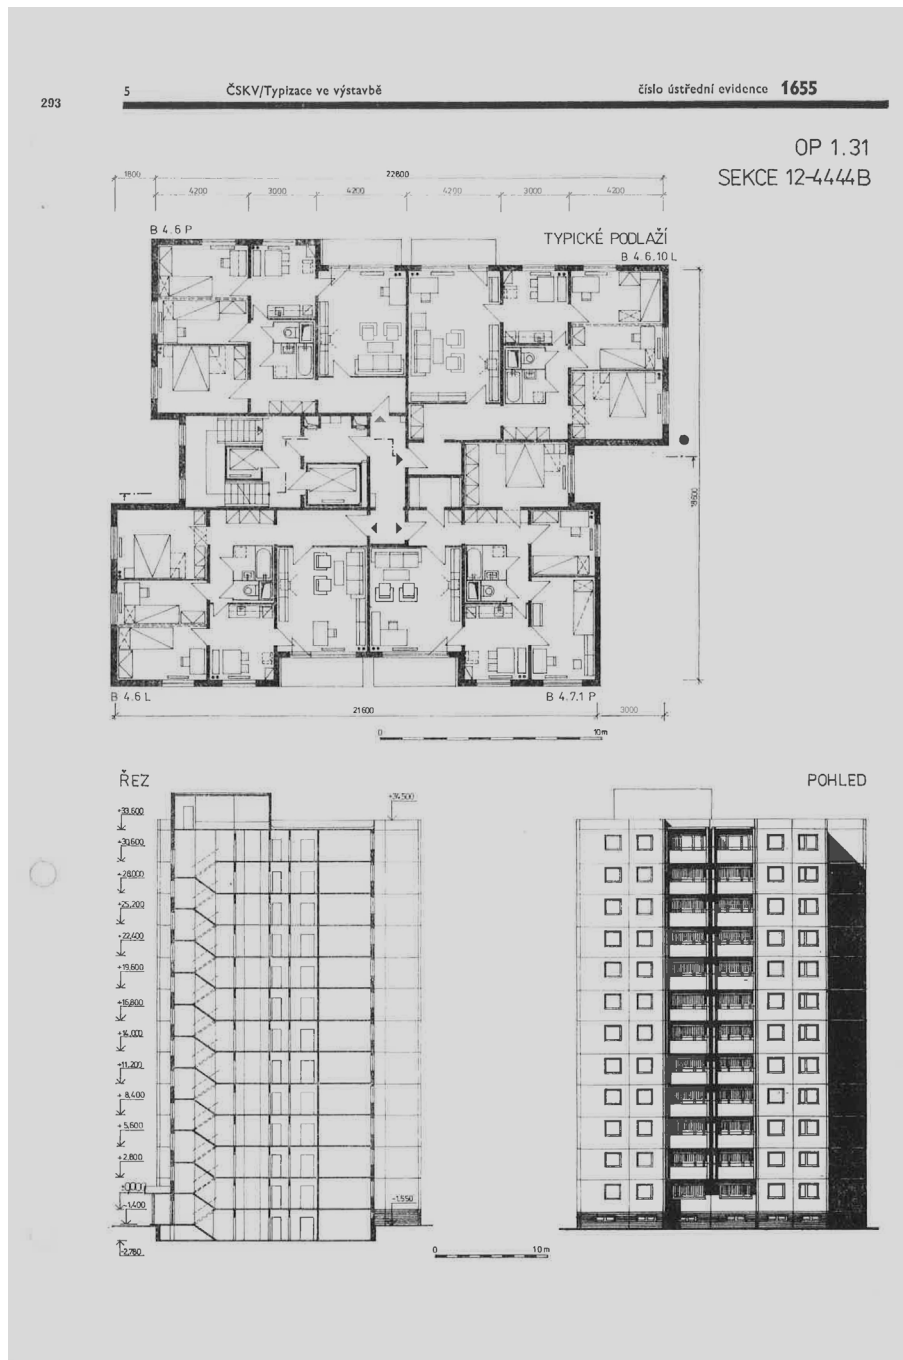 5 ČSKV/Typizace ve výstavbě číslo ústřední evidence 1655
293
OP 1.31
SEKCE 12-4444B
1800 22800
4200 3000 4200 4200 3000 4200
B 4.6 P
TYPICKÉ PODLAŽÍ
B 4.6.10 L
18600
B 4.6 L
B 4.7.1 P
21600 3000
0 10m
ŘEZ
POHLED
+34,500
+33,600
+30,600
+28,000
+25,200
+22,400
+19,600
+16,800
+14,000
+11,200
+8,400
+5,600
+2,800
-1,400
-1,550
-2,780
0 10m